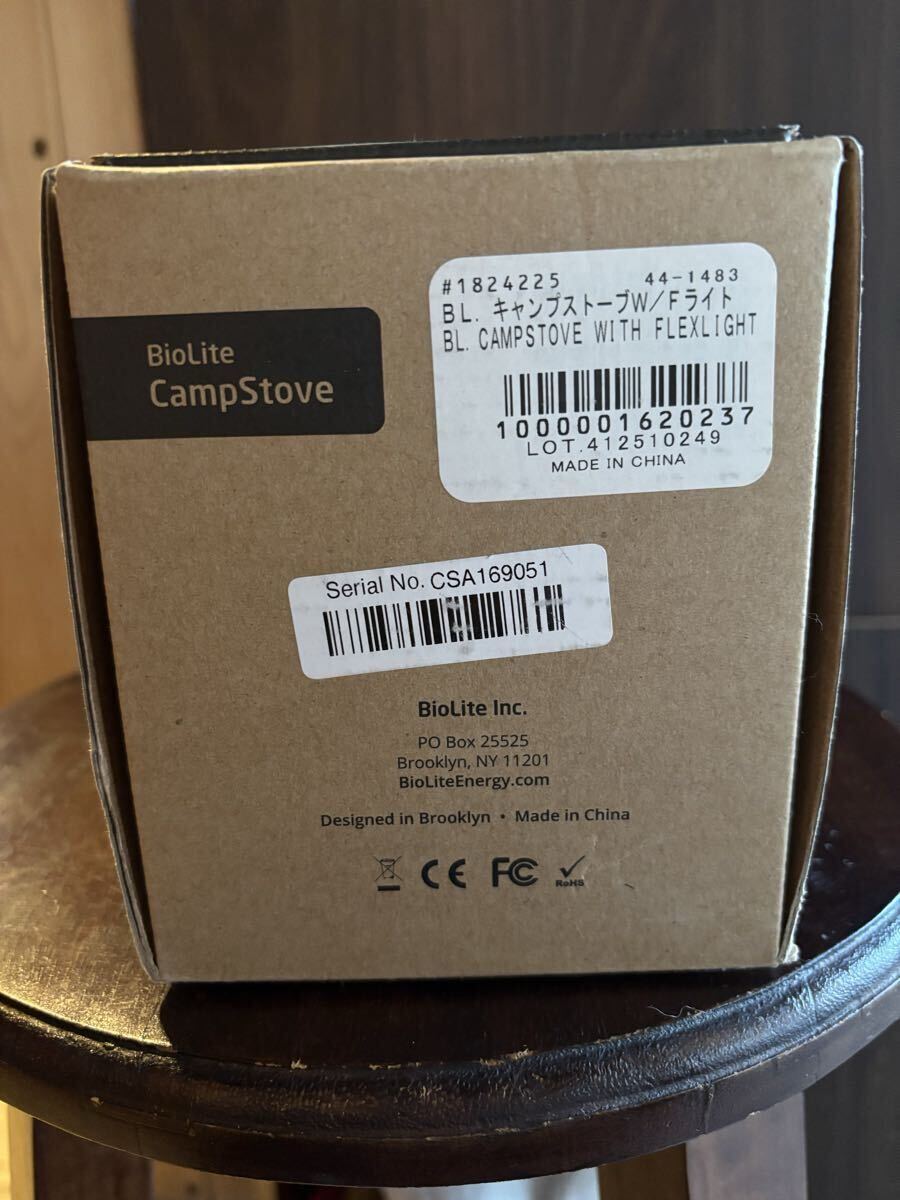 #1824225 44-1483
BL. キャンプストーブW/Fライト
BL. CAMPSTOVE WITH FLEXLIGHT
1000001620237
LOT.412510249
MADE IN CHINA
BioLite
CampStove
Serial No. CSA169051
BioLite Inc.
PO Box 25525
Brooklyn, NY 11201
BioLiteEnergy.com
Designed in Brooklyn • Made in China
CE FC RoHS